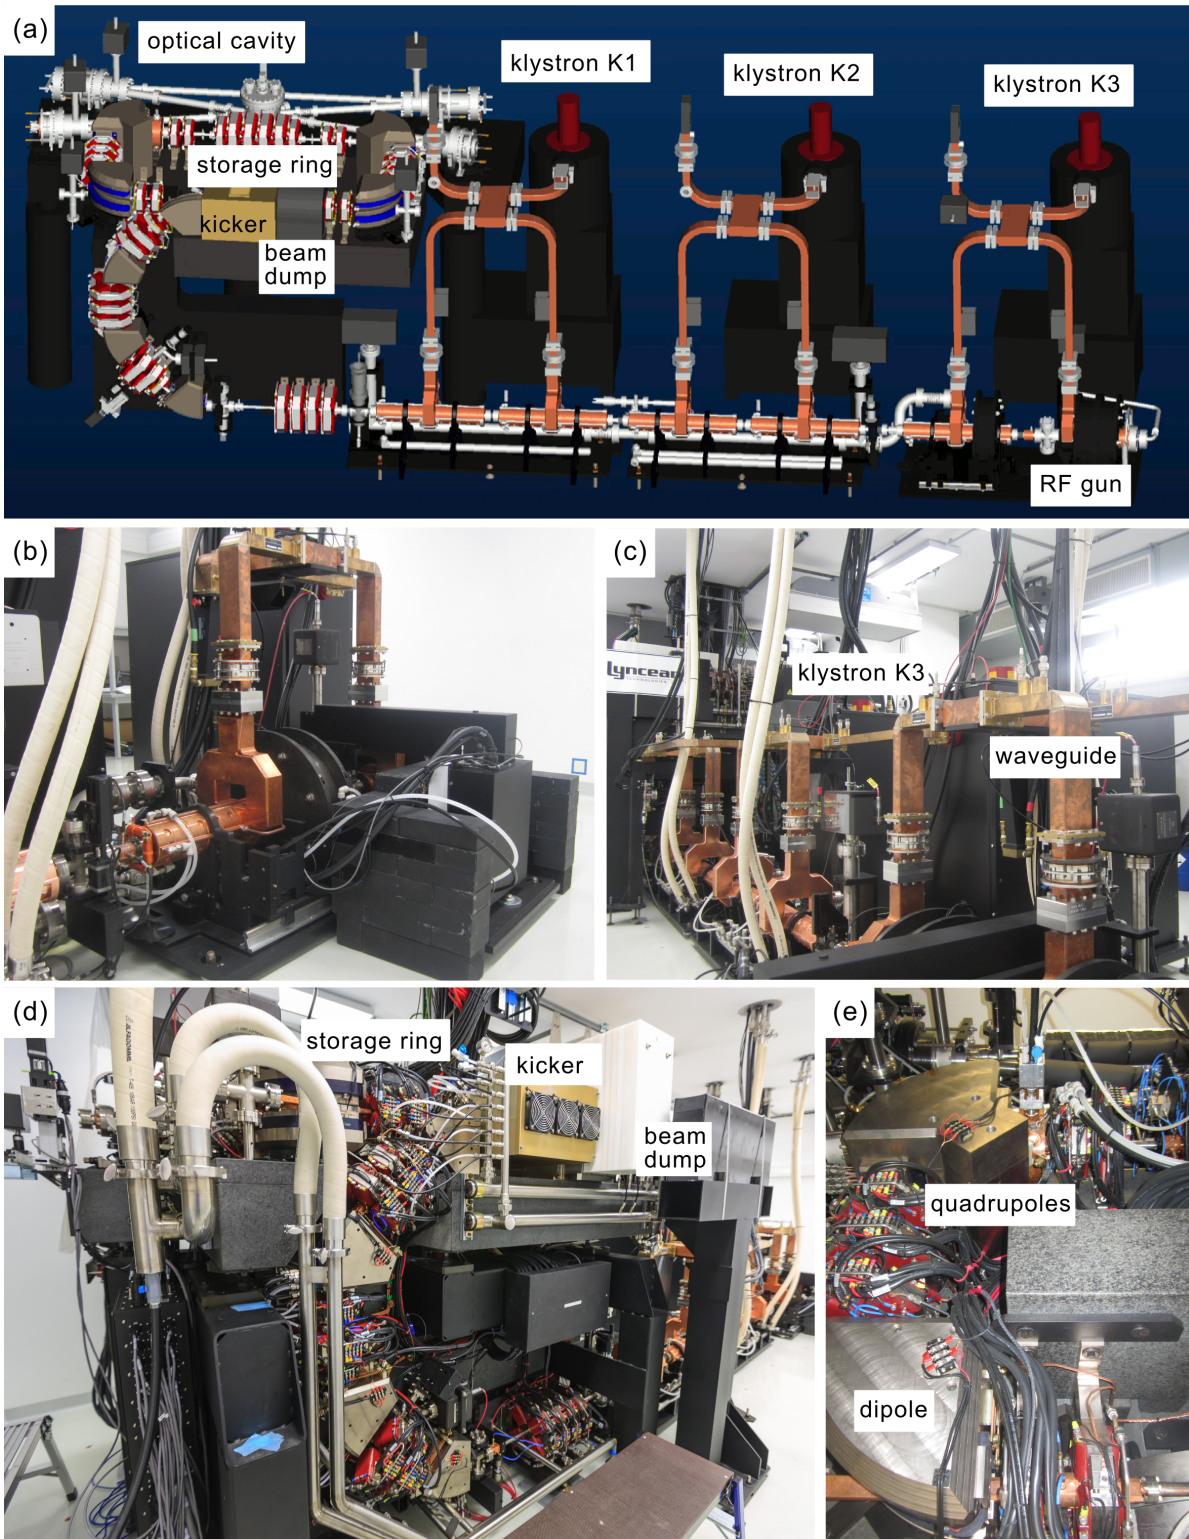 (a)
optical cavity
klystron K1
klystron K2
klystron K3
storage ring
kicker
beam
dump
RF gun
(b)
(c)
Lyncean
TECHNOLOGIES
klystron K3
waveguide
(d)
storage ring
kicker
beam
dump
(e)
quadrupoles
dipole